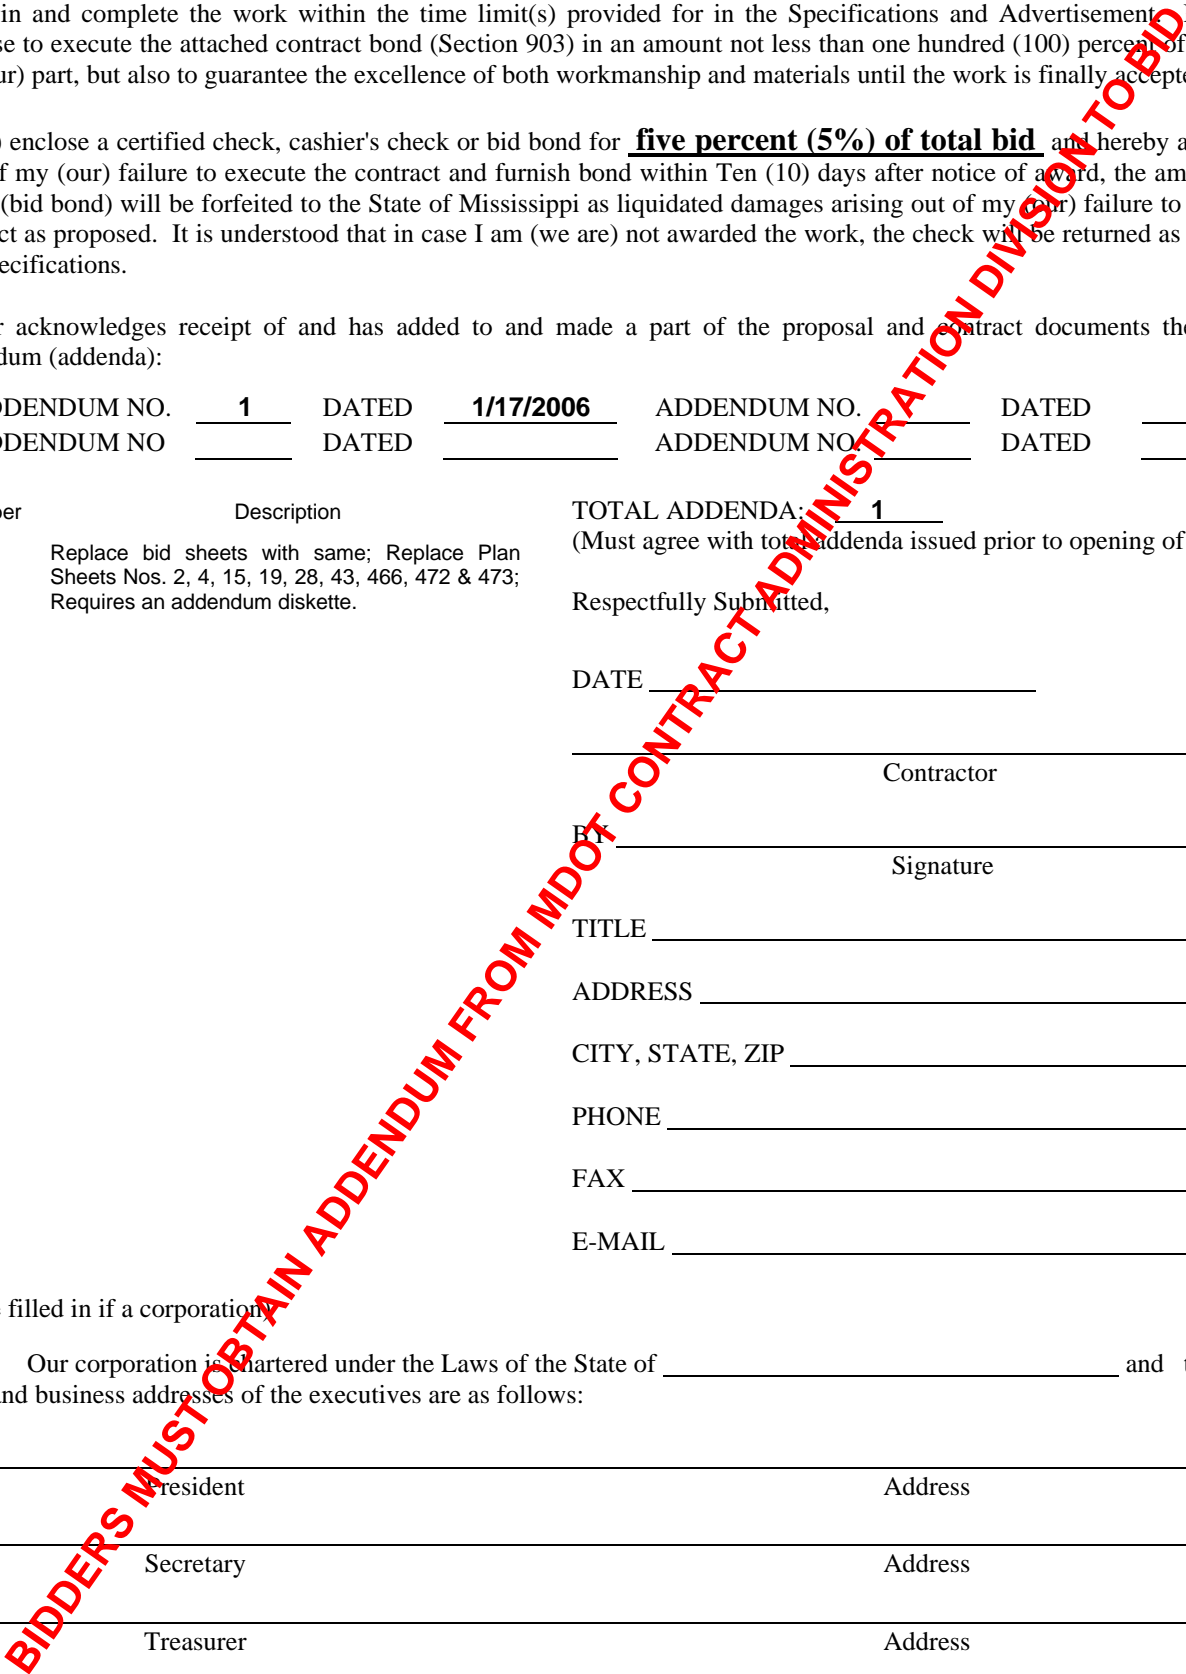 in and complete the work within the time limit(s) provided for in the Specifications and Advertisement.
se to execute the attached contract bond (Section 903) in an amount not less than one hundred (100) percent of
ur) part, but also to guarantee the excellence of both workmanship and materials until the work is finally accepte
) enclose a certified check, cashier's check or bid bond for five percent (5%) of total bid and hereby a
f my (our) failure to execute the contract and furnish bond within Ten (10) days after notice of award, the am
(bid bond) will be forfeited to the State of Mississippi as liquidated damages arising out of my (our) failure to
ct as proposed. It is understood that in case I am (we are) not awarded the work, the check will be returned as
ecifications.
r acknowledges receipt of and has added to and made a part of the proposal and contract documents the
dum (addenda):
DDENDUM NO. 1 DATED 1/17/2006 ADDENDUM NO. DATED
DDENDUM NO DATED ADDENDUM NO. DATED
ber Description TOTAL ADDENDA: 1
(Must agree with total addenda issued prior to opening of
Replace bid sheets with same; Replace Plan
Sheets Nos. 2, 4, 15, 19, 28, 43, 466, 472 & 473;
Requires an addendum diskette.
Respectfully Submitted,
DATE
Contractor
BY
Signature
TITLE
ADDRESS
CITY, STATE, ZIP
PHONE
FAX
E-MAIL
e filled in if a corporation)
Our corporation is chartered under the Laws of the State of and t
and business addresses of the executives are as follows:
President Address
Secretary Address
Treasurer Address
BIDDERS MUST OBTAIN ADDENDUM FROM MDOT CONTRACT ADMINISTRATION DIVISION TO BID